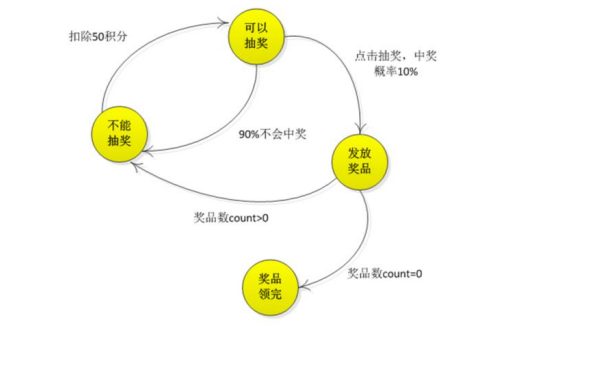 可以
抽奖
扣除50积分
点击抽奖，中奖
概率10%
不能
抽奖
90%不会中奖
发放
奖品
奖品数count>0
奖品数count=0
奖品
领完